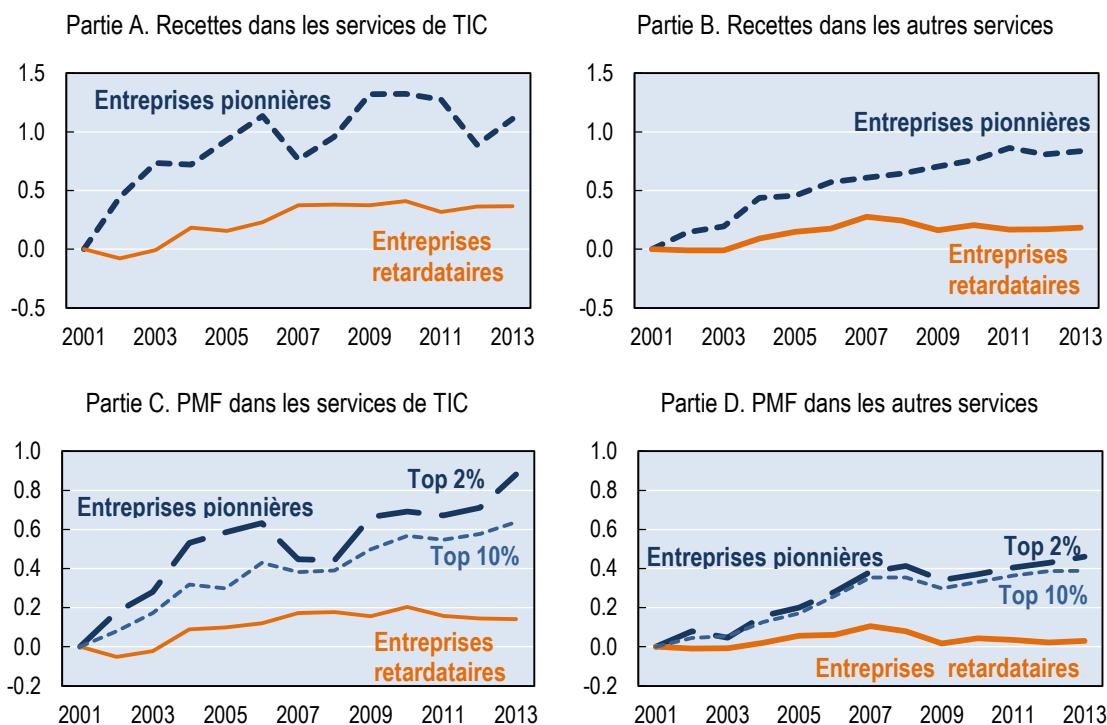 Partie A. Recettes dans les services de TIC
1.5
1.0
0.5
0.0
-0.5
Entreprises pionnières
Entreprises
retardataires
2001 2003 2005 2007 2009 2011 2013
Partie B. Recettes dans les autres services
1.5
1.0
0.5
0.0
-0.5
Entreprises pionnières
Entreprises
retardataires
2001 2003 2005 2007 2009 2011 2013
Partie C. PMF dans les services de TIC
1.0
0.8
0.6
0.4
0.2
0.0
-0.2
Top 2%
Entreprises pionnières
Top 10%
Entreprises
retardataires
2001 2003 2005 2007 2009 2011 2013
Partie D. PMF dans les autres services
1.0
0.8
0.6
0.4
0.2
0.0
-0.2
Top 2%
Entreprises pionnières
Top 10%
Entreprises retardataires
2001 2003 2005 2007 2009 2011 2013